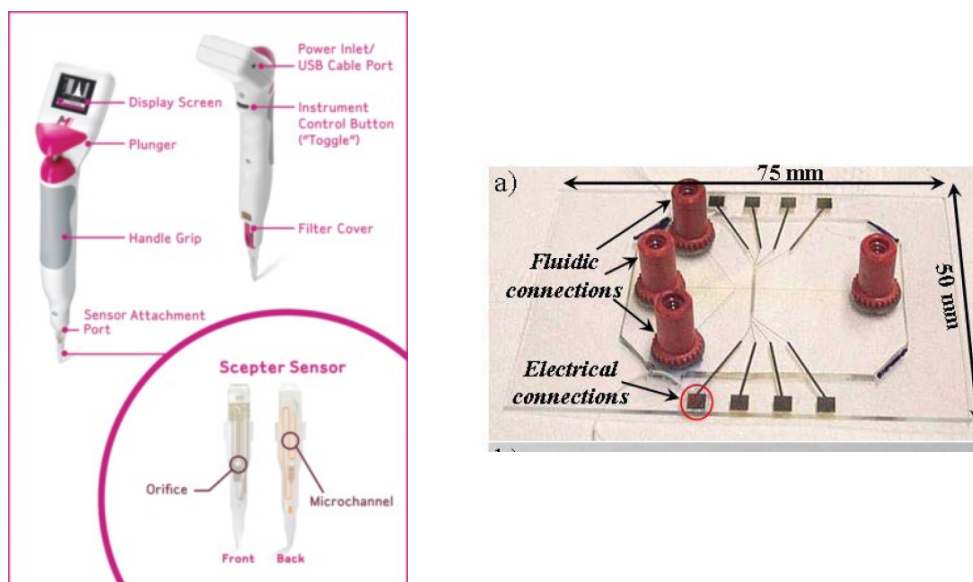 Power Inlet/
USB Cable Port
Display Screen
Instrument
Control Button
("Toggle")
Plunger
Handle Grip
Filter Cover
Sensor Attachment
Port
Scepter Sensor
Orifice
Microchannel
Front
Back
a)
75 mm
50 mm
Fluidic
connections
Electrical
connections